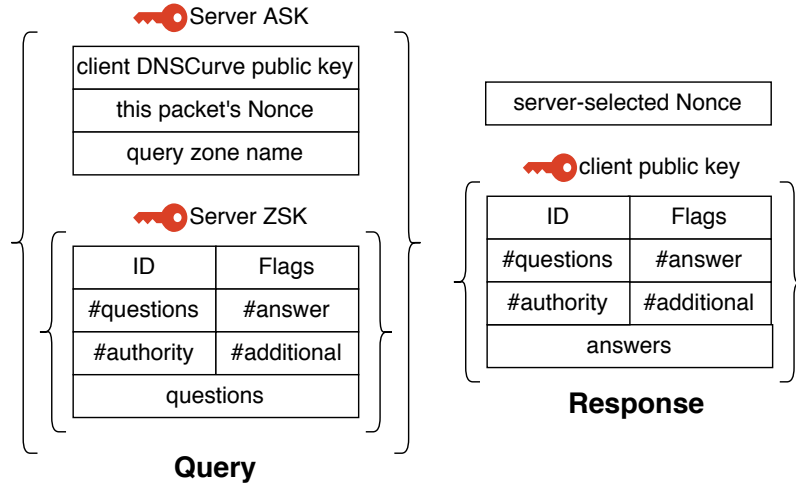 Server ASK
client DNSCurve public key
this packet's Nonce
query zone name
Server ZSK
ID Flags
#questions #answer
#authority #additional
questions
Query
server-selected Nonce
client public key
ID Flags
#questions #answer
#authority #additional
answers
Response